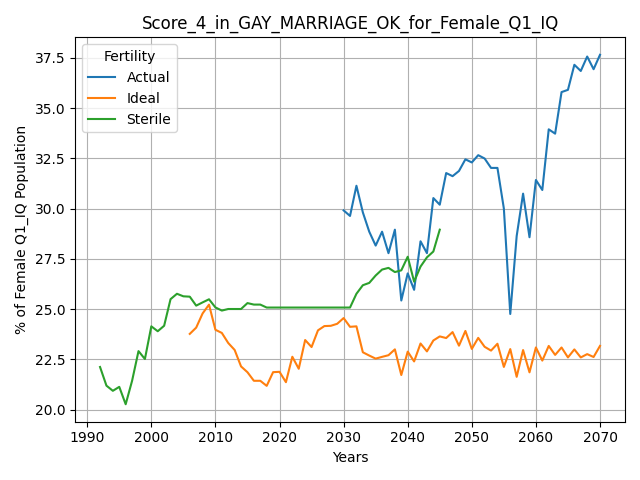 Score_4_in_GAY_MARRIAGE_OK_for_Female_Q1_IQ
% of Female Q1_IQ Population
37.5
35.0
32.5
30.0
27.5
25.0
22.5
20.0
Fertility
Actual
Ideal
Sterile
1990 2000 2010 2020 2030 2040 2050 2060 2070
Years